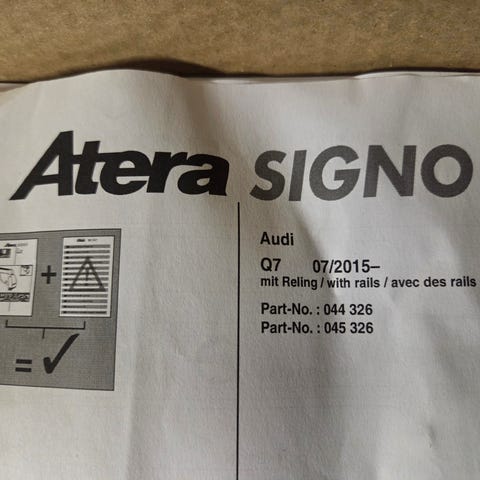 Atera SIGNO
Audi
Q7 07/2015–
mit Reling / with rails / avec des rails
Part-No. : 044 326
Part-No. : 045 326
+
= ✓